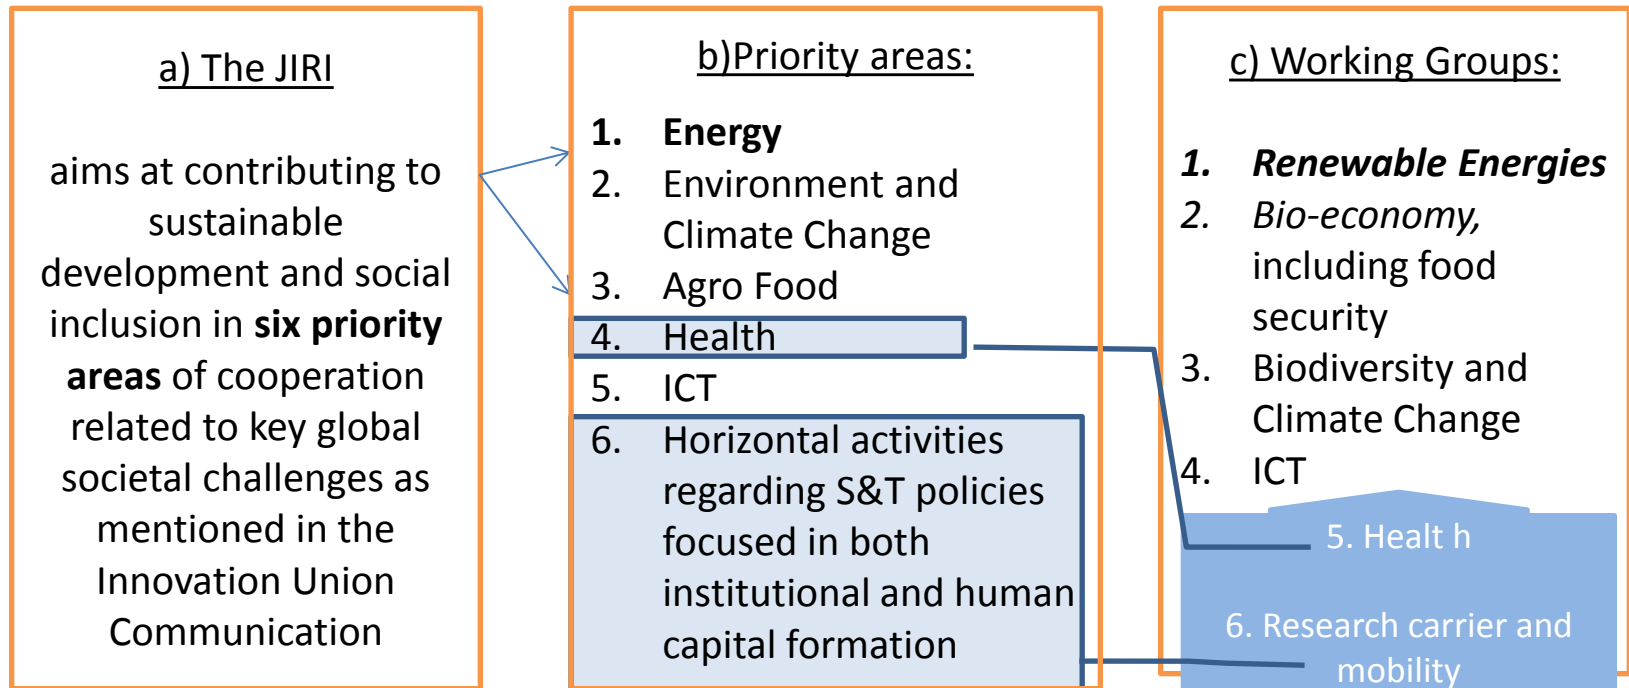 a) The JIRI
aims at contributing to
sustainable
development and social
inclusion in six priority
areas of cooperation
related to key global
societal challenges as
mentioned in the
Innovation Union
Communication
b)Priority areas:
1. Energy
2. Environment and
Climate Change
3. Agro Food
4. Health
5. ICT
6. Horizontal activities
regarding S&T policies
focused in both
institutional and human
capital formation
c) Working Groups:
1. Renewable Energies
2. Bio-economy,
including food
security
3. Biodiversity and
Climate Change
4. ICT
5. Healt h
6. Research carrier and
mobility